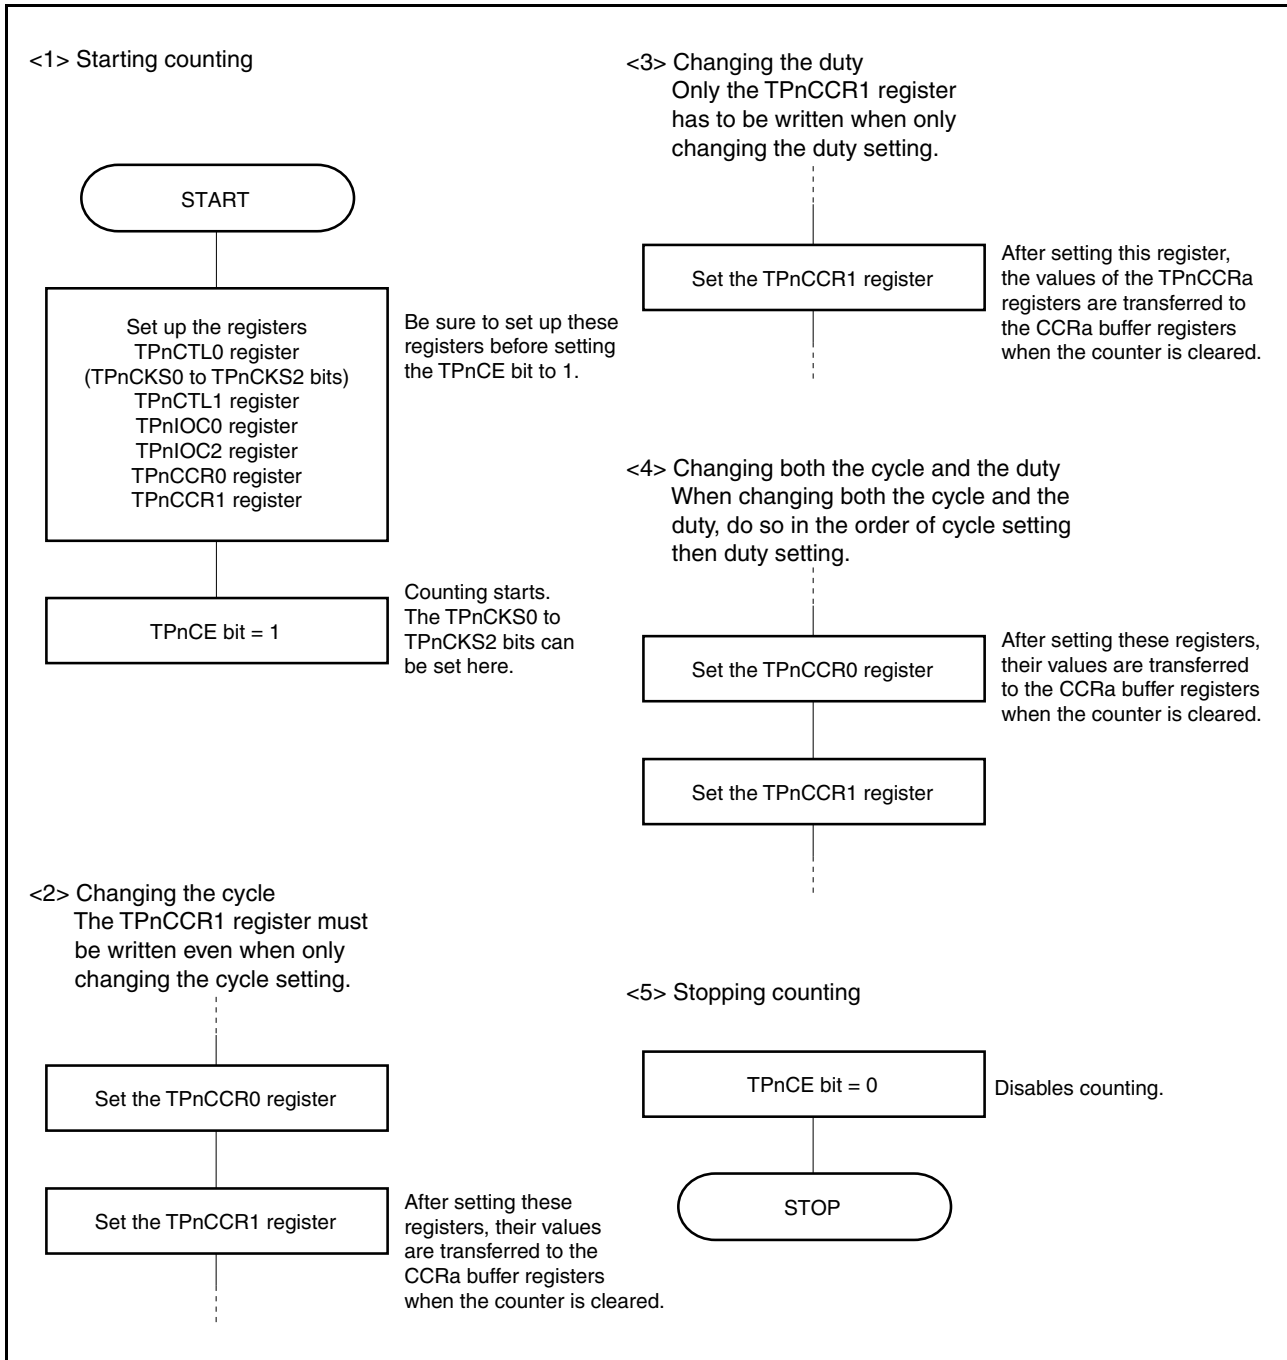 <1> Starting counting
START
Set up the registers
TPnCTL0 register
(TPnCKS0 to TPnCKS2 bits)
TPnCTL1 register
TPnIOC0 register
TPnIOC2 register
TPnCCR0 register
TPnCCR1 register
Be sure to set up these
registers before setting
the TPnCE bit to 1.
TPnCE bit = 1
Counting starts.
The TPnCKS0 to
TPnCKS2 bits can
be set here.
<2> Changing the cycle
The TPnCCR1 register must
be written even when only
changing the cycle setting.
Set the TPnCCR0 register
Set the TPnCCR1 register
After setting these
registers, their values
are transferred to the
CCRa buffer registers
when the counter is cleared.
<3> Changing the duty
Only the TPnCCR1 register
has to be written when only
changing the duty setting.
Set the TPnCCR1 register
After setting this register,
the values of the TPnCCRa
registers are transferred to
the CCRa buffer registers
when the counter is cleared.
<4> Changing both the cycle and the duty
When changing both the cycle and the
duty, do so in the order of cycle setting
then duty setting.
Set the TPnCCR0 register
After setting these registers,
their values are transferred
to the CCRa buffer registers
when the counter is cleared.
Set the TPnCCR1 register
<5> Stopping counting
TPnCE bit = 0
Disables counting.
STOP